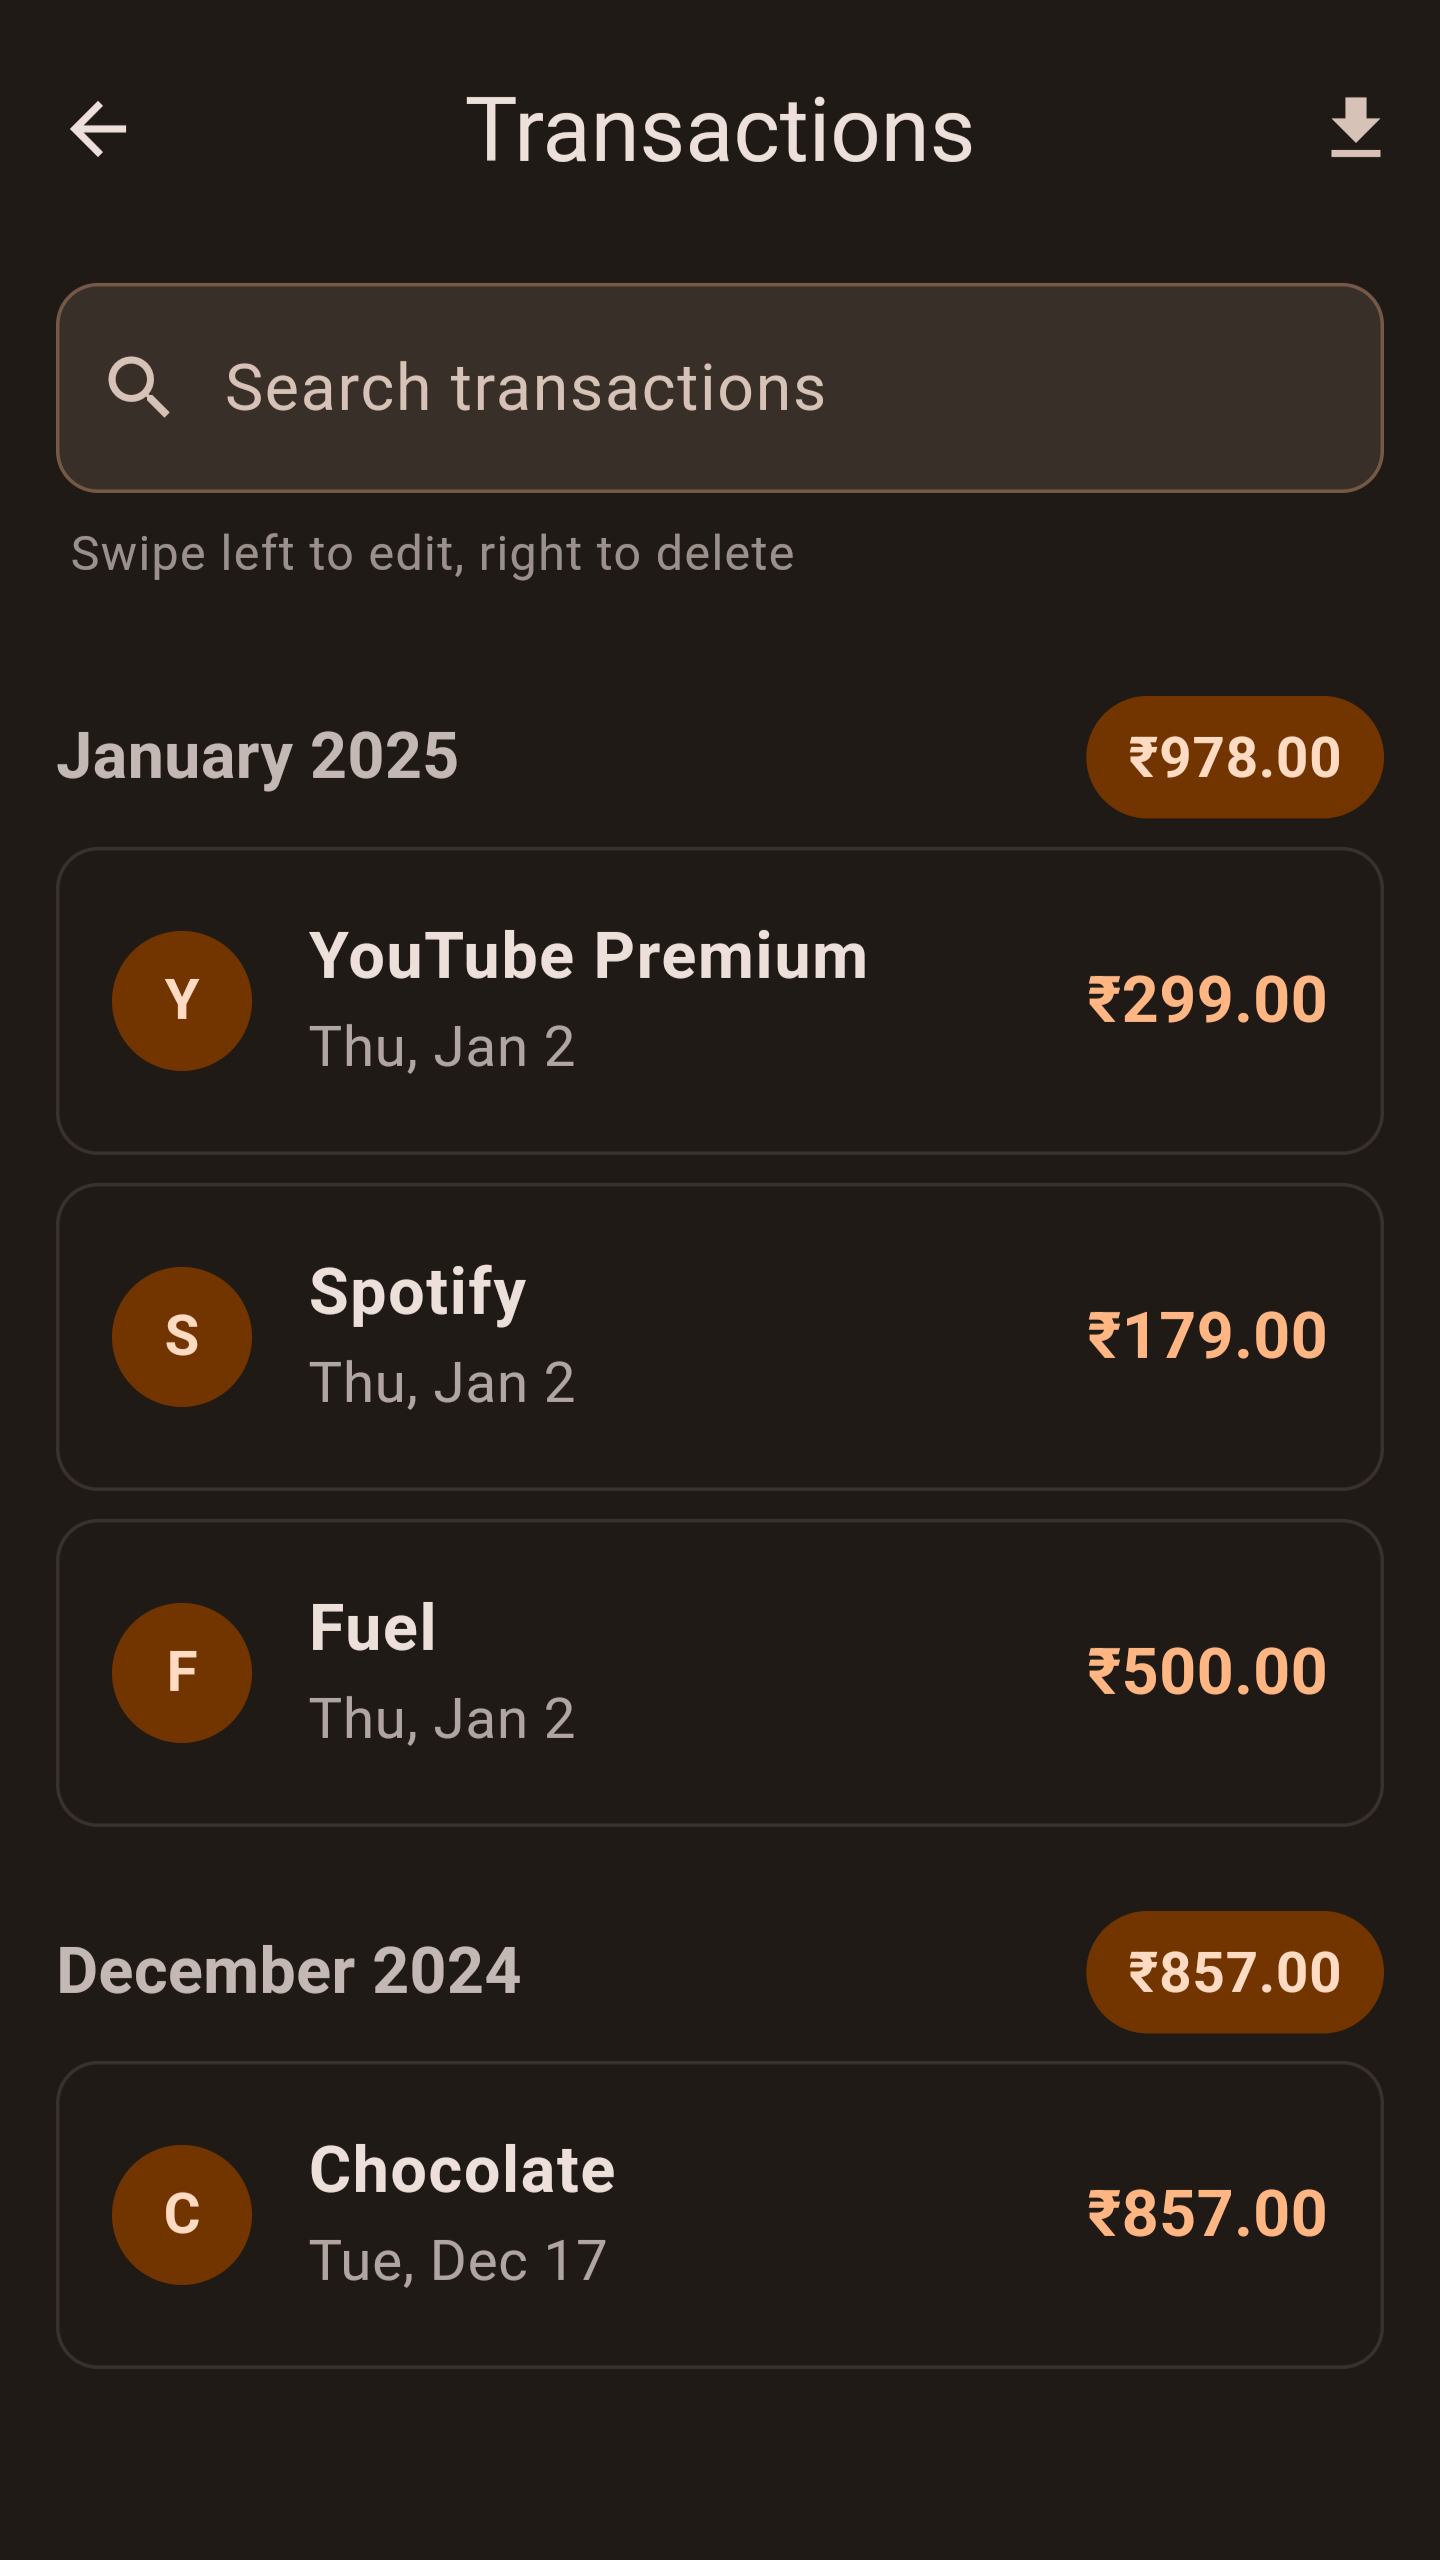 Transactions
Search transactions
Swipe left to edit, right to delete
January 2025
₹978.00
Y
YouTube Premium
Thu, Jan 2
₹299.00
S
Spotify
Thu, Jan 2
₹179.00
F
Fuel
Thu, Jan 2
₹500.00
December 2024
₹857.00
C
Chocolate
Tue, Dec 17
₹857.00